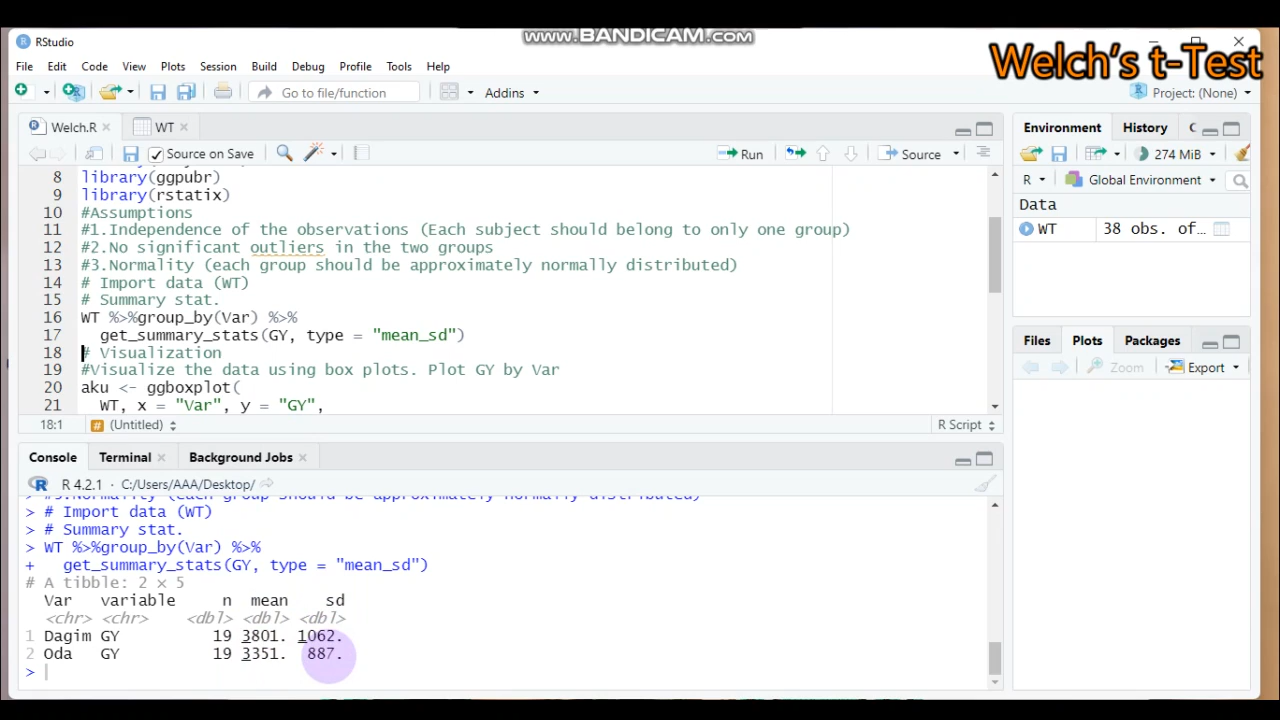 www.BANDICAM.com
RStudio
Welch's t-Test
File Edit Code View Plots Session Build Debug Profile Tools Help
Go to file/function Addins Project: (None)
Welch.R WT
Source on Save Run Source
8 library(ggpubr)
9 library(rstatix)
10 #Assumptions
11 #1.Independence of the observations (Each subject should belong to only one group)
12 #2.No significant outliers in the two groups
13 #3.Normality (each group should be approximately normally distributed)
14 # Import data (WT)
15 # Summary stat.
16 WT %>%group_by(Var) %>%
17 get_summary_stats(GY, type = "mean_sd")
18 # Visualization
19 #Visualize the data using box plots. Plot GY by Var
20 aku <- ggboxplot(
21 WT, x = "Var", y = "GY",
18:1 # (Untitled) R Script
Console Terminal Background Jobs
R 4.2.1 · C:/Users/AAA/Desktop/
> #3.Normality (each group should be approximately normally distributed)
> # Import data (WT)
> # Summary stat.
> WT %>%group_by(Var) %>%
+ get_summary_stats(GY, type = "mean_sd")
# A tibble: 2 × 5
Var variable n mean sd
<chr> <chr> <dbl> <dbl> <dbl>
1 Dagim GY 19 3801. 1062.
2 Oda GY 19 3351. 887.
>
Environment History C
274 MiB
R Global Environment
Data
WT 38 obs. of…
Files Plots Packages
Zoom Export